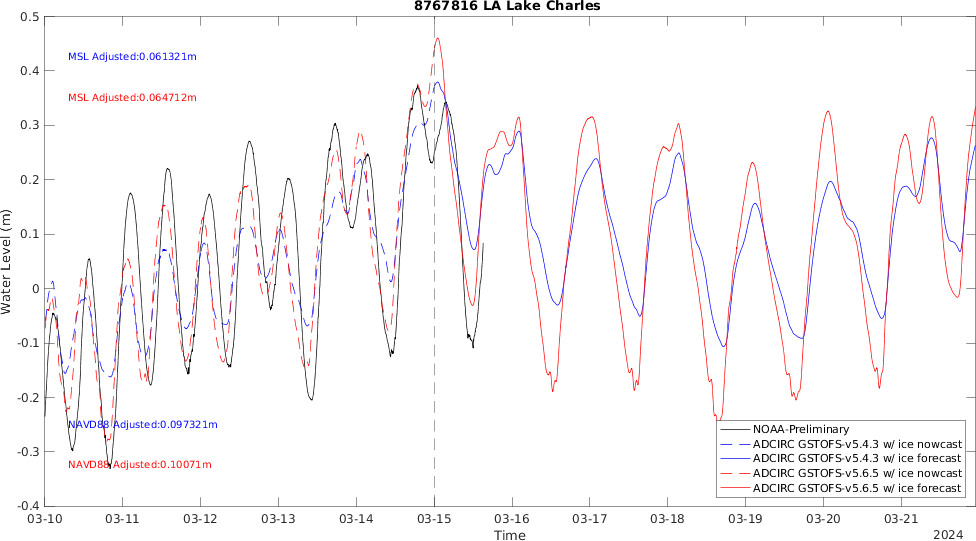 8767816 LA Lake Charles
0.5
0.4
0.3
0.2
0.1
0
-0.1
-0.2
-0.3
-0.4
Water Level (m)
MSL Adjusted:0.061321m
MSL Adjusted:0.064712m
NAVD88 Adjusted:0.097321m
NAVD88 Adjusted:0.10071m
NOAA-Preliminary
ADCIRC GSTOFS-v5.4.3 w/ ice nowcast
ADCIRC GSTOFS-v5.4.3 w/ ice forecast
ADCIRC GSTOFS-v5.6.5 w/ ice nowcast
ADCIRC GSTOFS-v5.6.5 w/ ice forecast
03-10 03-11 03-12 03-13 03-14 03-15 03-16 03-17 03-18 03-19 03-20 03-21
Time
2024